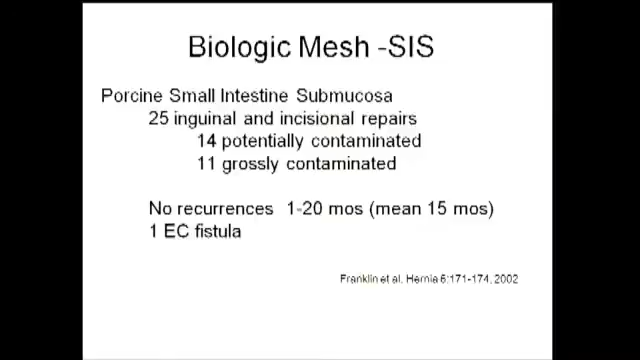 Biologic Mesh -SIS
Porcine Small Intestine Submucosa
25 inguinal and incisional repairs
14 potentially contaminated
11 grossly contaminated
No recurrences 1-20 mos (mean 15 mos)
1 EC fistula
Franklin et al, Hernia 6:171-174, 2002